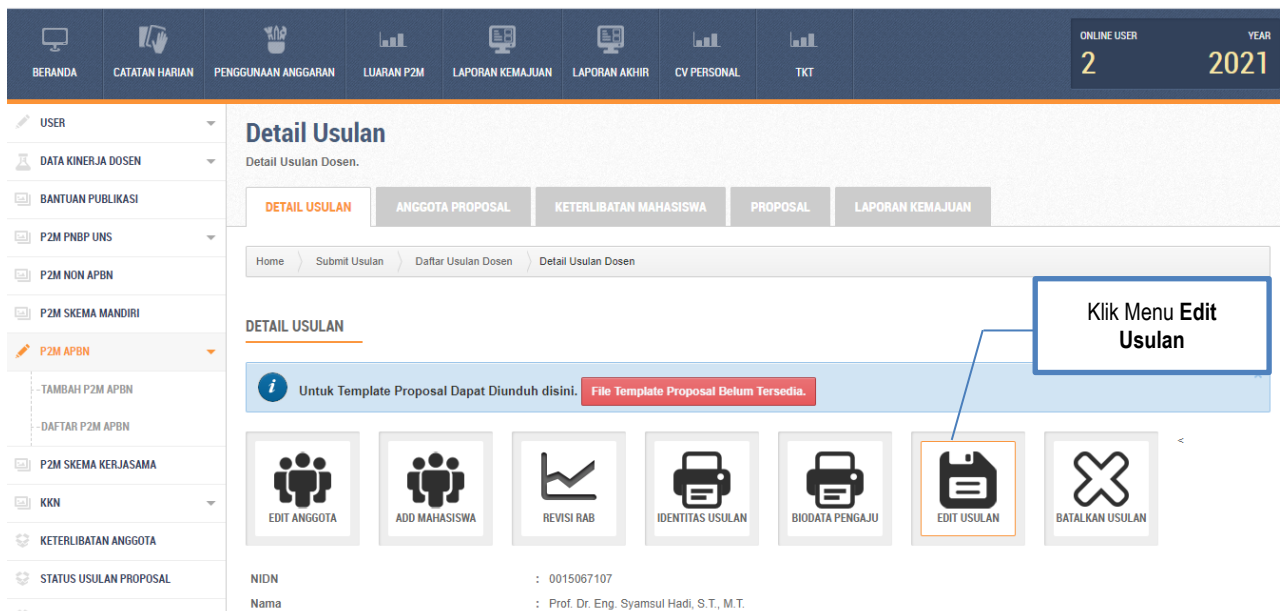 ONLINE USER
YEAR
2
2021
BERANDA
CATATAN HARIAN
PENGGUNAAN ANGGARAN
LUARAN P2M
LAPORAN KEMAJUAN
LAPORAN AKHIR
CV PERSONAL
TKT
USER
DATA KINERJA DOSEN
BANTUAN PUBLIKASI
P2M PNBP UNS
P2M NON APBN
P2M SKEMA MANDIRI
P2M APBN
TAMBAH P2M APBN
DAFTAR P2M APBN
P2M SKEMA KERJASAMA
KKN
KETERLIBATAN ANGGOTA
STATUS USULAN PROPOSAL
Detail Usulan
Detail Usulan Dosen.
DETAIL USULAN
ANGGOTA PROPOSAL
KETERLIBATAN MAHASISWA
PROPOSAL
LAPORAN KEMAJUAN
Home
Submit Usulan
Daftar Usulan Dosen
Detail Usulan Dosen
Klik Menu Edit
Usulan
DETAIL USULAN
Untuk Template Proposal Dapat Diunduh disini. File Template Proposal Belum Tersedia.
<
EDIT ANGGOTA
ADD MAHASISWA
REVISI RAB
IDENTITAS USULAN
BIODATA PENGAJU
EDIT USULAN
BATALKAN USULAN
NIDN : 0015067107
Nama : Prof. Dr. Eng. Syamsul Hadi, S.T., M.T.